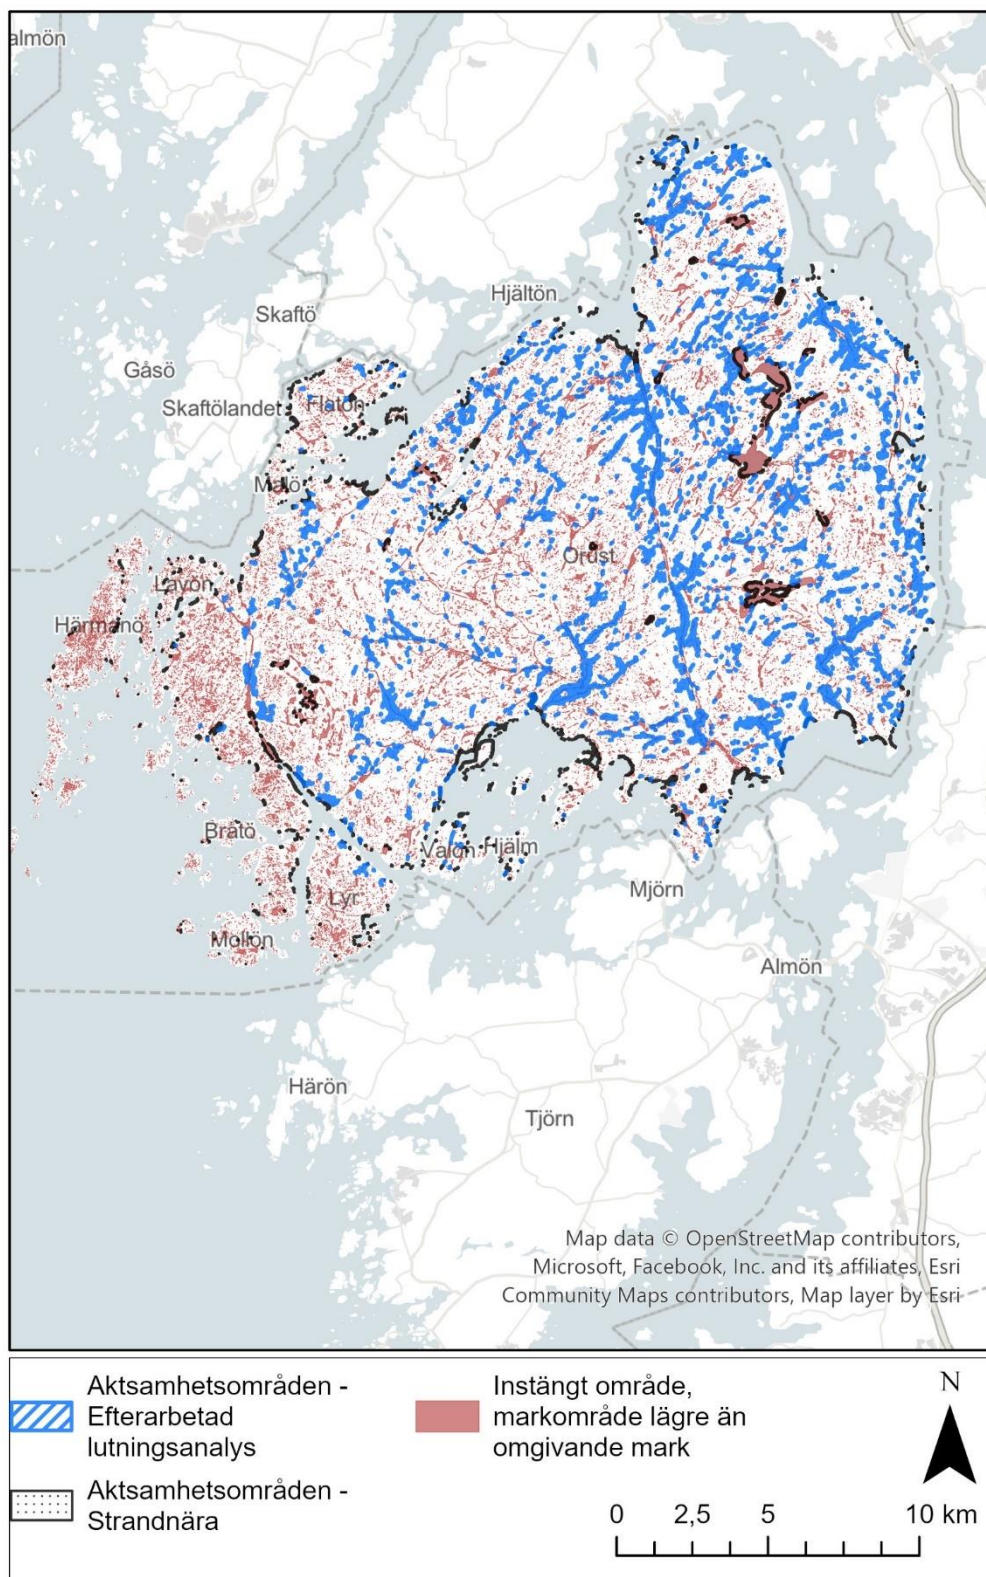 almön
Hjältön
Skaftö
Gåsö
Skaftölandet
Flatön
Malö
Orust
Lavön
Härmanö
Bratö
Valön
Hjälm
Mjörn
Lyr
Mollön
Almön
Härön
Tjörn
Map data © OpenStreetMap contributors,
Microsoft, Facebook, Inc. and its affiliates, Esri
Community Maps contributors, Map layer by Esri
Aktsamhetsområden -
Efterarbetad
lutningsanalys
Aktsamhetsområden -
Strandnära
Instängt område,
markområde lägre än
omgivande mark
N
0 2,5 5 10 km